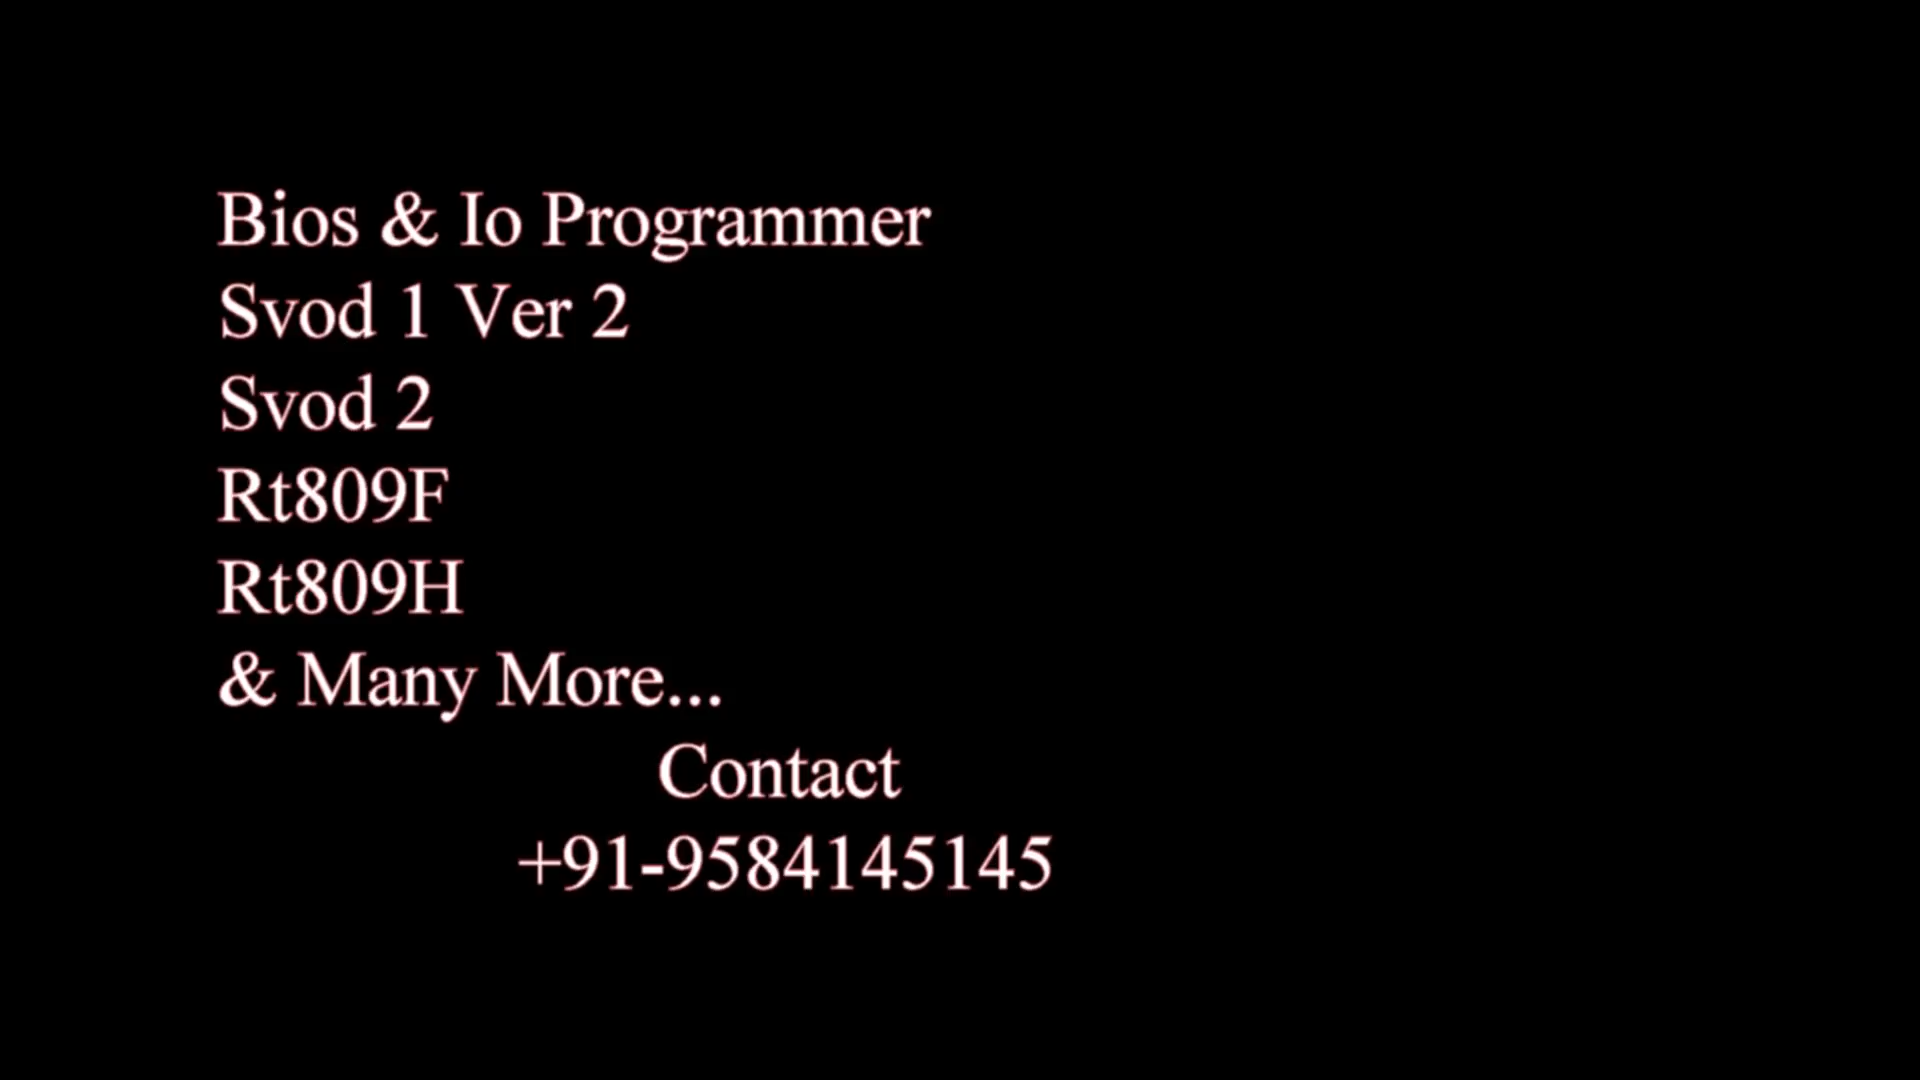 Bios & Io Programmer
Svod 1 Ver 2
Svod 2
Rt809F
Rt809H
& Many More...
Contact
+91-9584145145